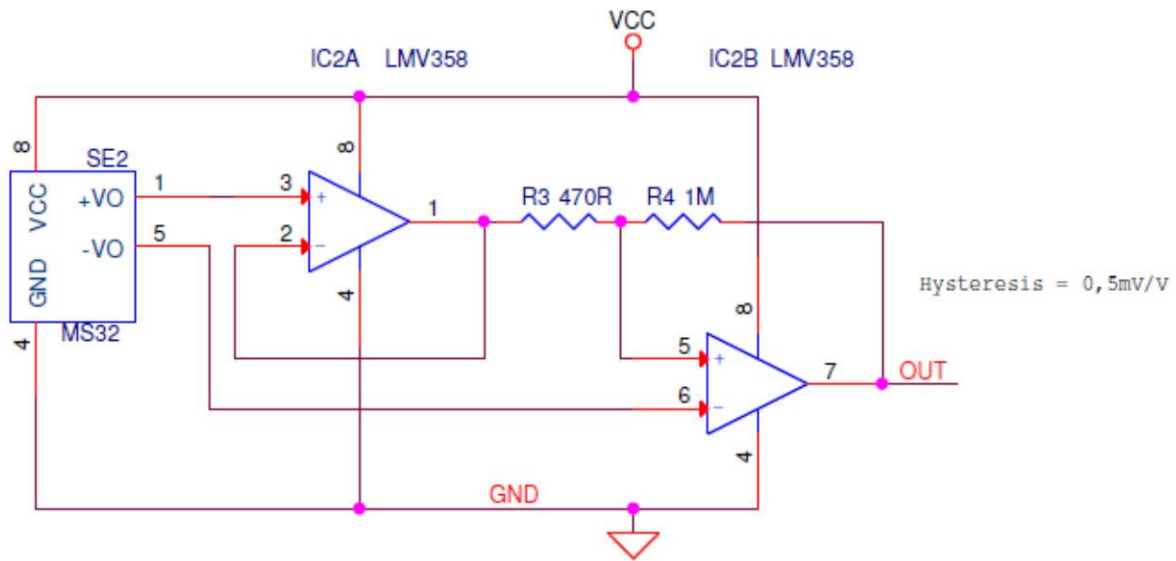 VCC
IC2A LMV358
IC2B LMV358
8
SE2
VCC
GND
+VO
-VO
1
5
4
MS32
3
+
2
-
8
1
4
R3 470R
R4 1M
Hysteresis = 0,5mV/V
8
5
+
6
-
7
OUT
4
GND